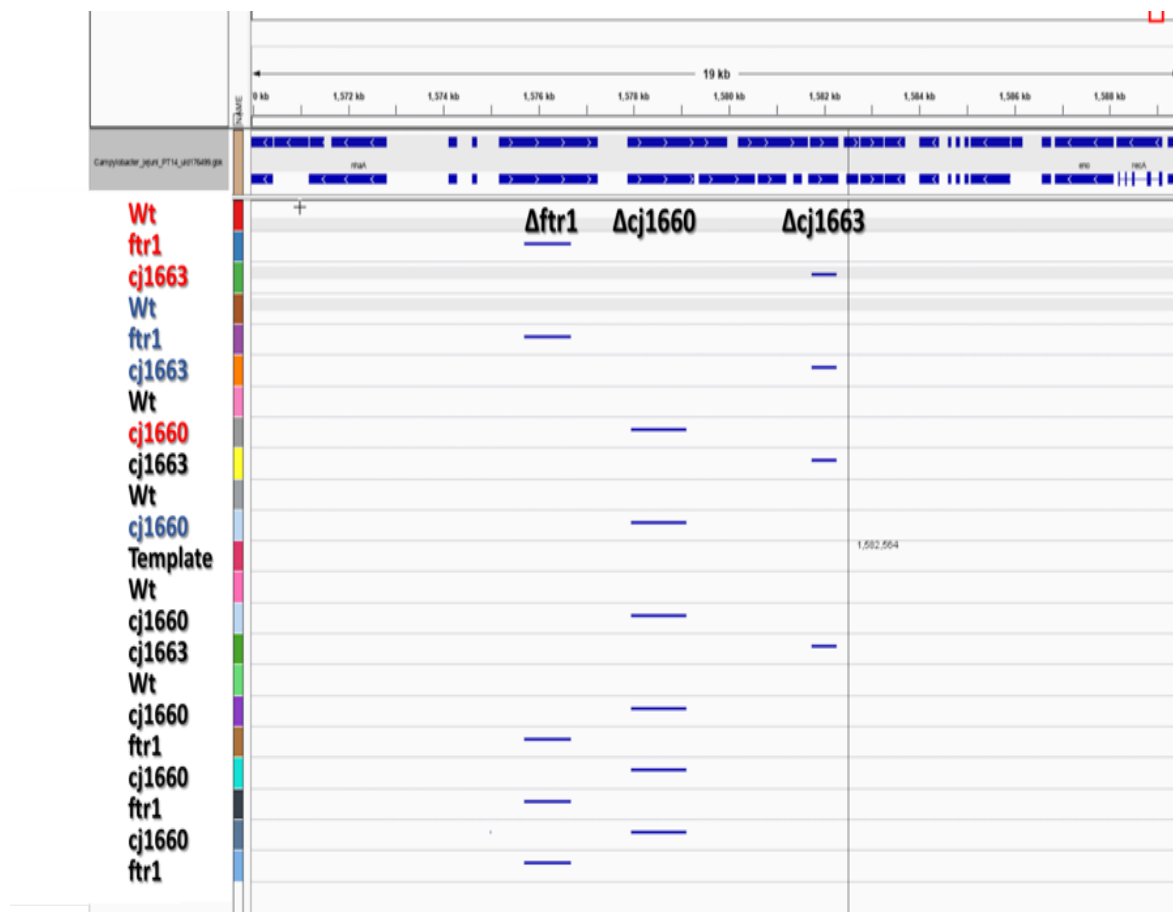 19 kb
0 kb 1,572 kb 1,574 kb 1,576 kb 1,578 kb 1,580 kb 1,582 kb 1,584 kb 1,586 kb 1,588 kb
NAME
eno recA
Wt
Δftr1 Δcj1660 Δcj1663
ftr1
cj1663
Wt
ftr1
cj1663
Wt
cj1660
cj1663
Wt
cj1660
1,582,564
Template
Wt
cj1660
cj1663
Wt
cj1660
ftr1
cj1660
ftr1
cj1660
ftr1